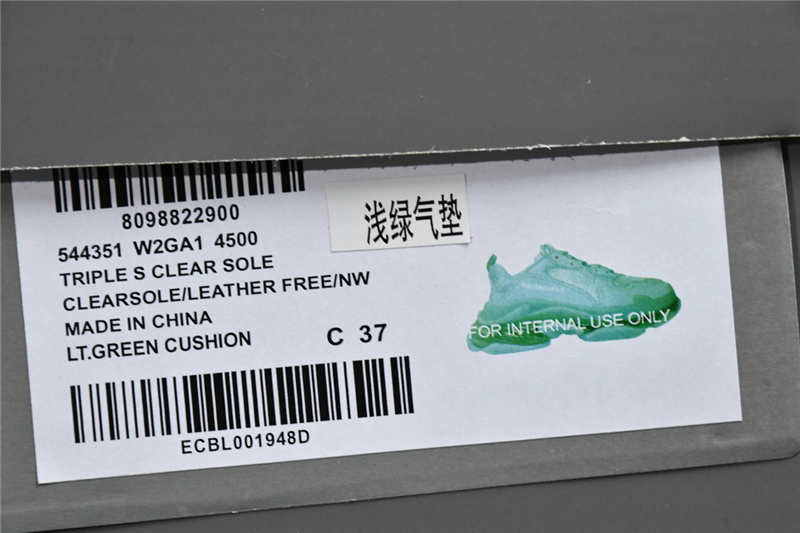 8098822900
浅绿气垫
544351 W2GA1 4500
TRIPLE S CLEAR SOLE
CLEARSOLE/LEATHER FREE/NW
MADE IN CHINA
LT.GREEN CUSHION
C 37
FOR INTERNAL USE ONLY
ECBL001948D